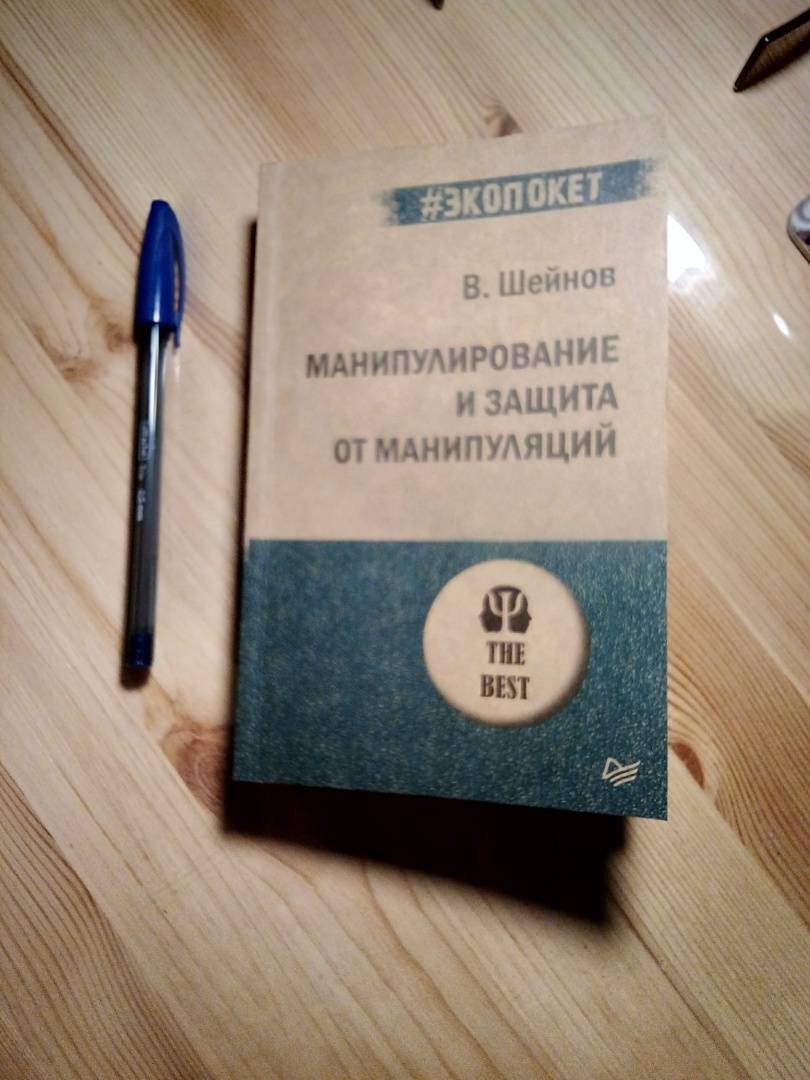 #ЭКОПОКЕТ
В. Шейнов
МАНИПУЛИРОВАНИЕ
И ЗАЩИТА
ОТ МАНИПУЛЯЦИЙ
THE
BEST